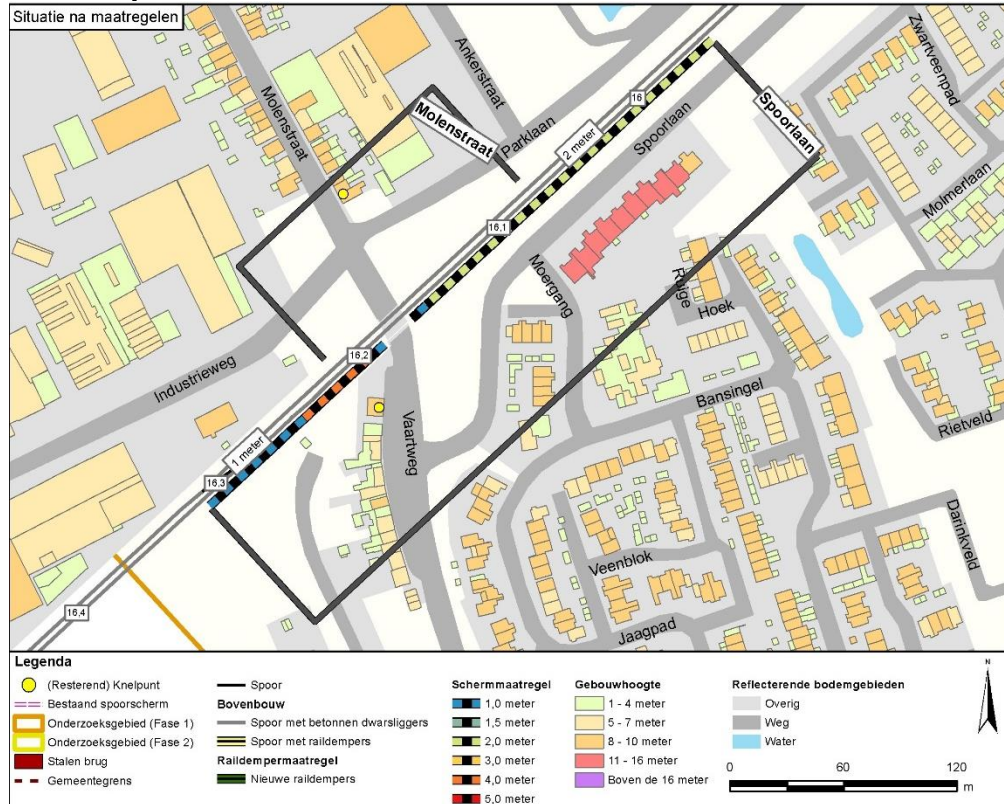 Situatie na maatregelen
Zwartveenpad
Ankerstraat
Molenstraat
Molenstraat
Parklaan
16
2 meter
Spoorlaan
Spoorlaan
Molmerlaan
16,1
Moergang
Ruige
Hoek
16,2
Industrieweg
Bansingel
Rietveld
Vaartweg
1 meter
16,3
Darinkveld
Veenblok
16,4
Jaagpad
Legenda
(Resterend) Knelpunt
Bestand spoorscherm
Onderzoeksgebied (Fase 1)
Onderzoeksgebied (Fase 2)
Stalen brug
Gemeentegrens
Spoor
Bovenbouw
Spoor met betonnen dwarsliggers
Spoor met raildempers
Raildempermaatregel
Nieuwe raildempers
Schermmaatregel
1,0 meter
1,5 meter
2,0 meter
3,0 meter
4,0 meter
5,0 meter
Gebouwhoogte
1 - 4 meter
5 - 7 meter
8 - 10 meter
11 - 16 meter
Boven de 16 meter
Reflecterende bodemgebieden
Overig
Weg
Water
N
0 60 120
m